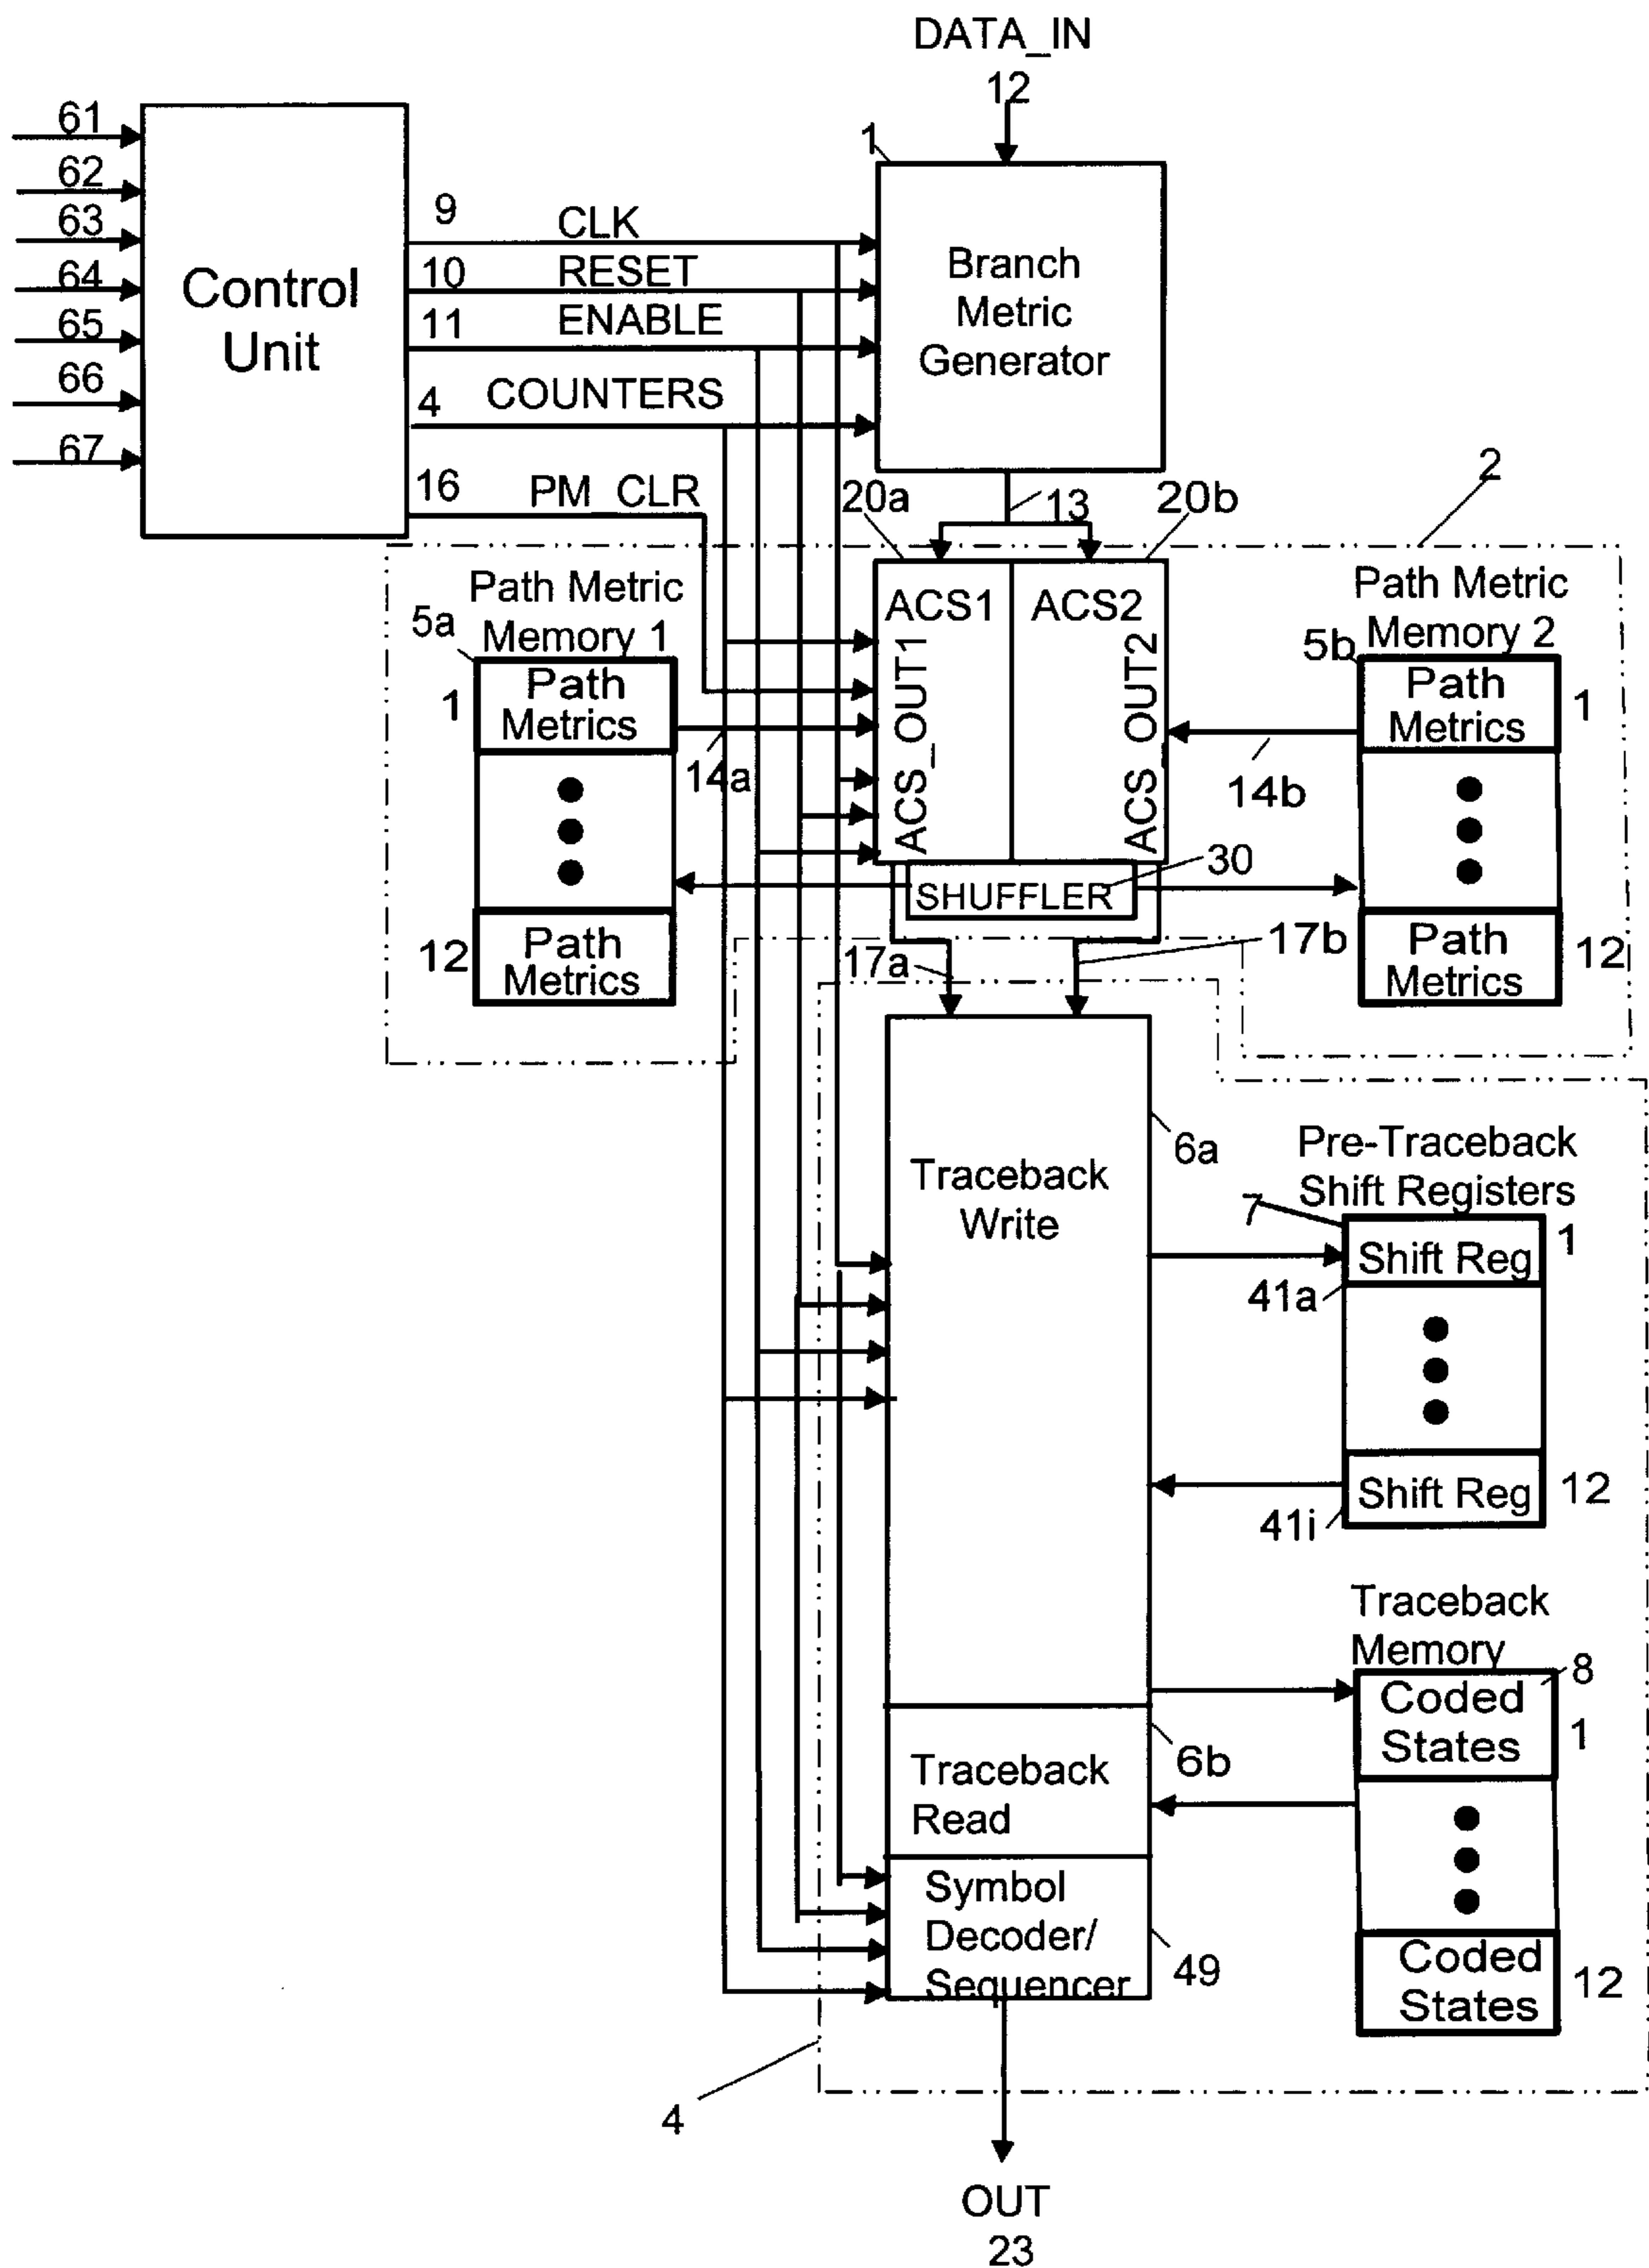 DATA_IN
12
61
62
63
64
65
66
67
Control
Unit
9
CLK
10
RESET
11
ENABLE
4
COUNTERS
16
PM_CLR
1
Branch
Metric
Generator
13
20a
20b
2
Path Metric
Memory 1
5a
1
Path
Metrics
12
Path
Metrics
14a
ACS1
ACS2
ACS_OUT1
ACS_OUT2
SHUFFLER
30
Path Metric
Memory 2
5b
Path
Metrics
1
14b
Path
Metrics
12
17a
17b
Traceback
Write
6a
Pre-Traceback
Shift Registers
7
Shift Reg
1
41a
Shift Reg
12
41i
Traceback
Memory
8
Coded
States
1
Traceback
Read
6b
Symbol
Decoder/
Sequencer
49
Coded
States
12
4
OUT
23